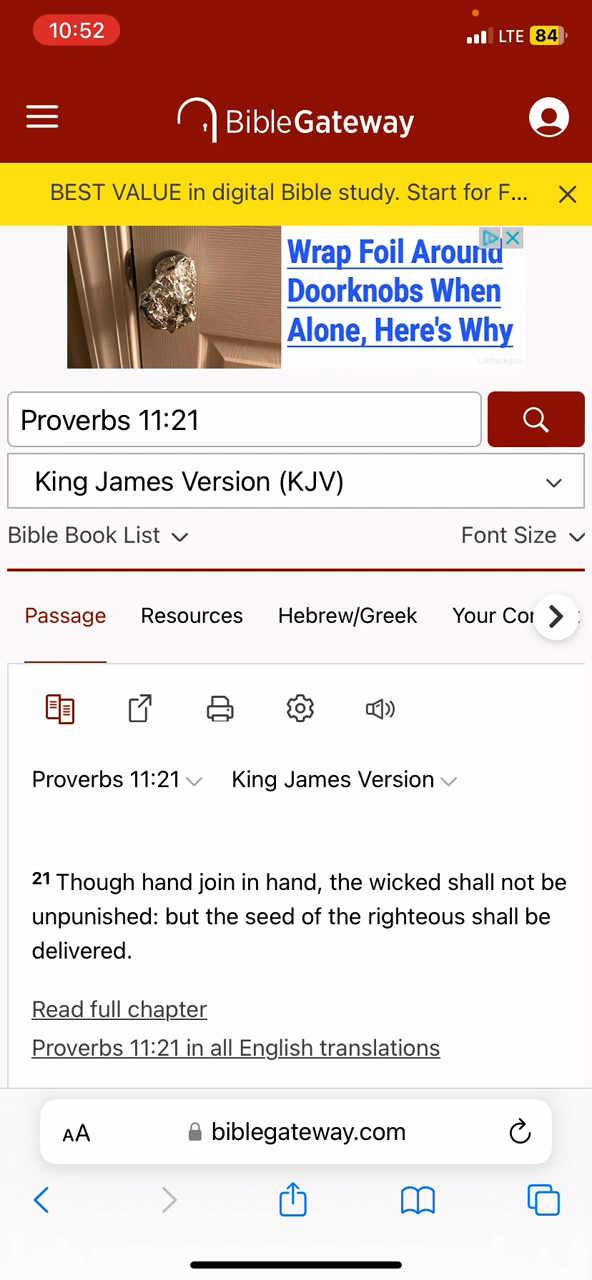 10:52
LTE 84
BibleGateway
BEST VALUE in digital Bible study. Start for F...
Wrap Foil Around
Doorknobs When
Alone, Here's Why
Proverbs 11:21
King James Version (KJV)
Bible Book List
Font Size
Passage Resources Hebrew/Greek Your Con
Proverbs 11:21 King James Version
21 Though hand join in hand, the wicked shall not be
unpunished: but the seed of the righteous shall be
delivered.
Read full chapter
Proverbs 11:21 in all English translations
AA biblegateway.com